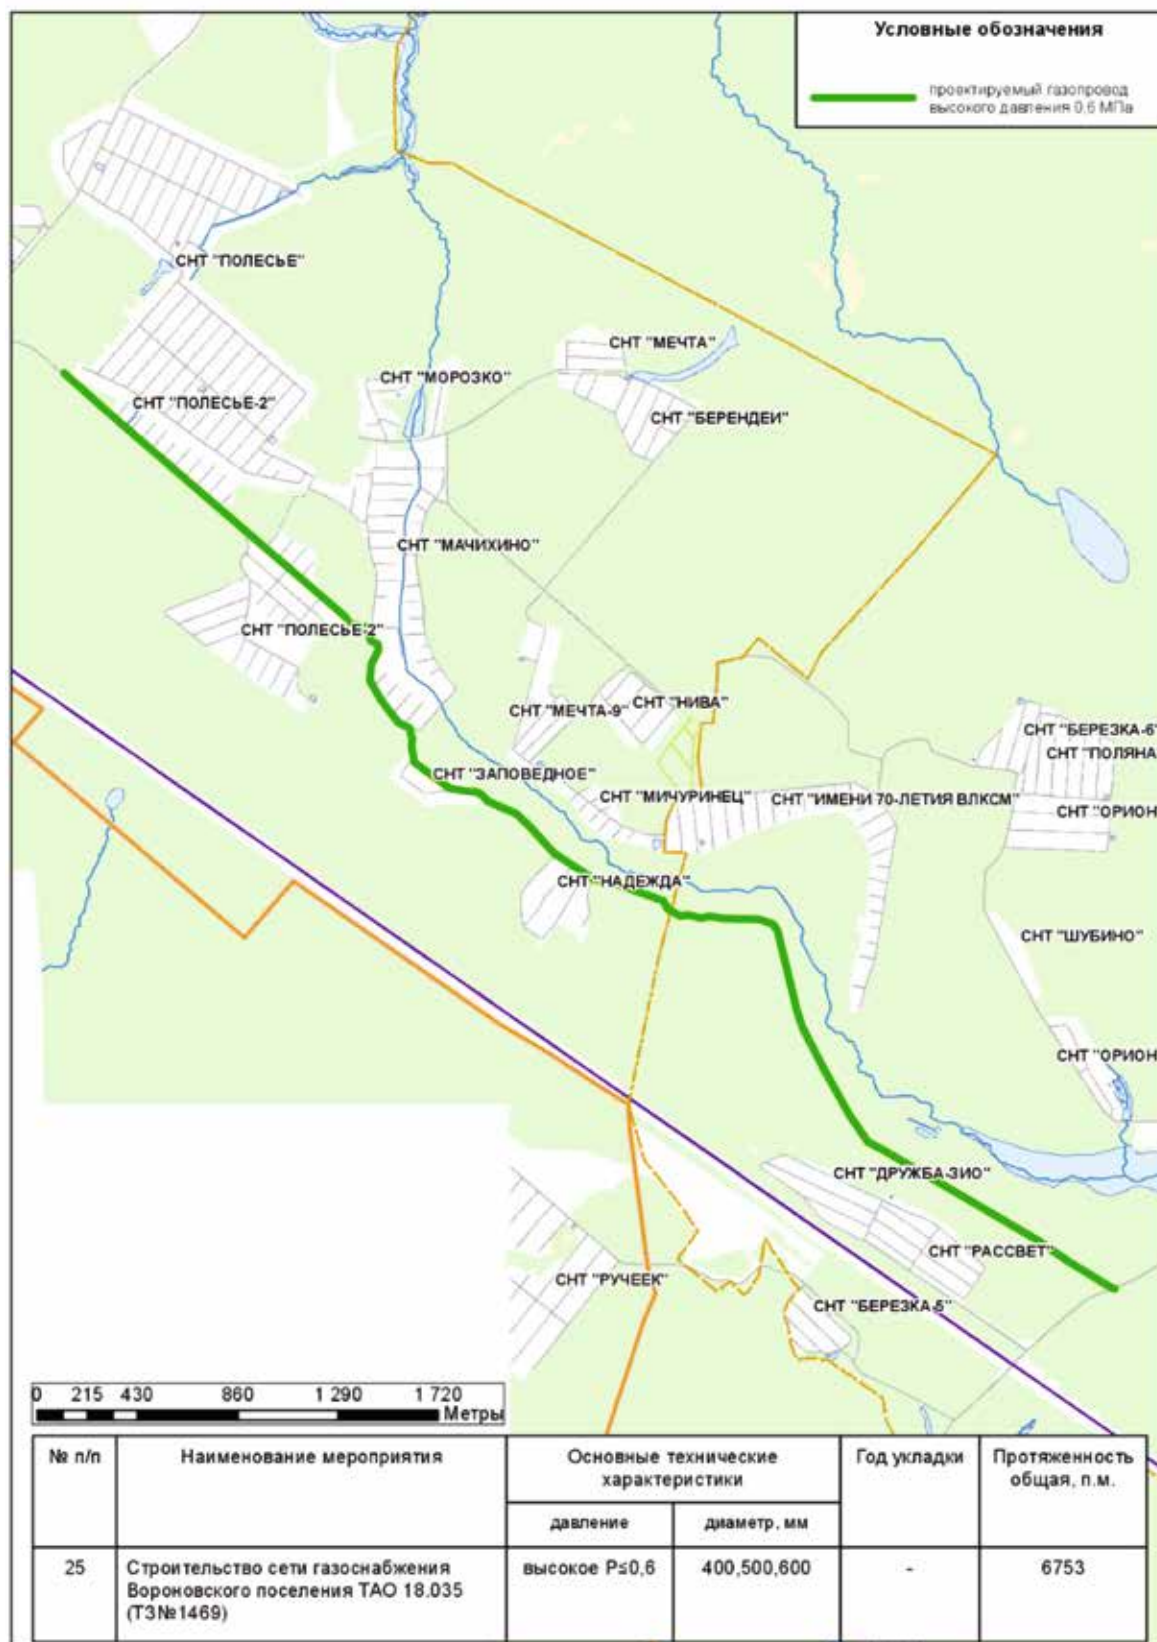 Условные обозначения
проектируемый газопровод
высокого давления 0.6 МПа
СНТ "ПОЛЕСЬЕ"
СНТ "МЕЧТА"
СНТ "МОРОЗКО"
СНТ "ПОЛЕСЬЕ-2"
СНТ "БЕРЕНДЕИ"
СНТ "МАЧИХИНО"
СНТ "ПОЛЕСЬЕ-2"
СНТ "МЕЧТА-9"
СНТ "НИВА"
СНТ "БЕРЕЗКА-6"
СНТ "ПОЛЯНА
СНТ "ЗАПОВЕДНОЕ"
СНТ "МИЧУРИНЕЦ"
СНТ "ИМЕНИ 70-ЛЕТИЯ ВЛКСМ"
СНТ "ОРИОН
СНТ "НАДЕЖДА"
СНТ "ШУБИНО"
СНТ "ОРИОН
СНТ "ДРУЖБА-ЗИО"
СНТ "РАССВЕТ"
СНТ "РУЧЕЕК"
СНТ "БЕРЕЗКА-5"
0 215 430 860 1 290 1 720
Метры
№ п/п
Наименование мероприятия
Основные технические
характеристики
давление
диаметр, мм
Год укладки
Протяженность
общая, п.м.
25
Строительство сети газоснабжения
Вороновского поселения ТАО 18.035
(ТЗ№1469)
высокое P≤0,6
400,500,600
-
6753